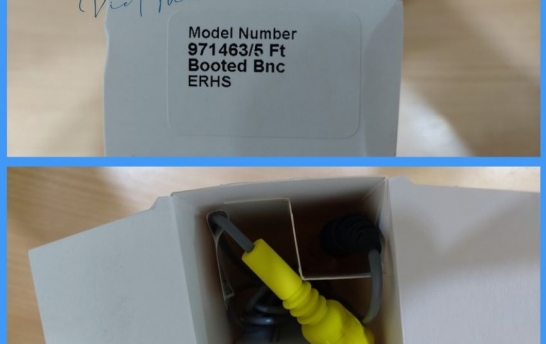 Model Number
971463/5 Ft
Booted Bnc
ERHS